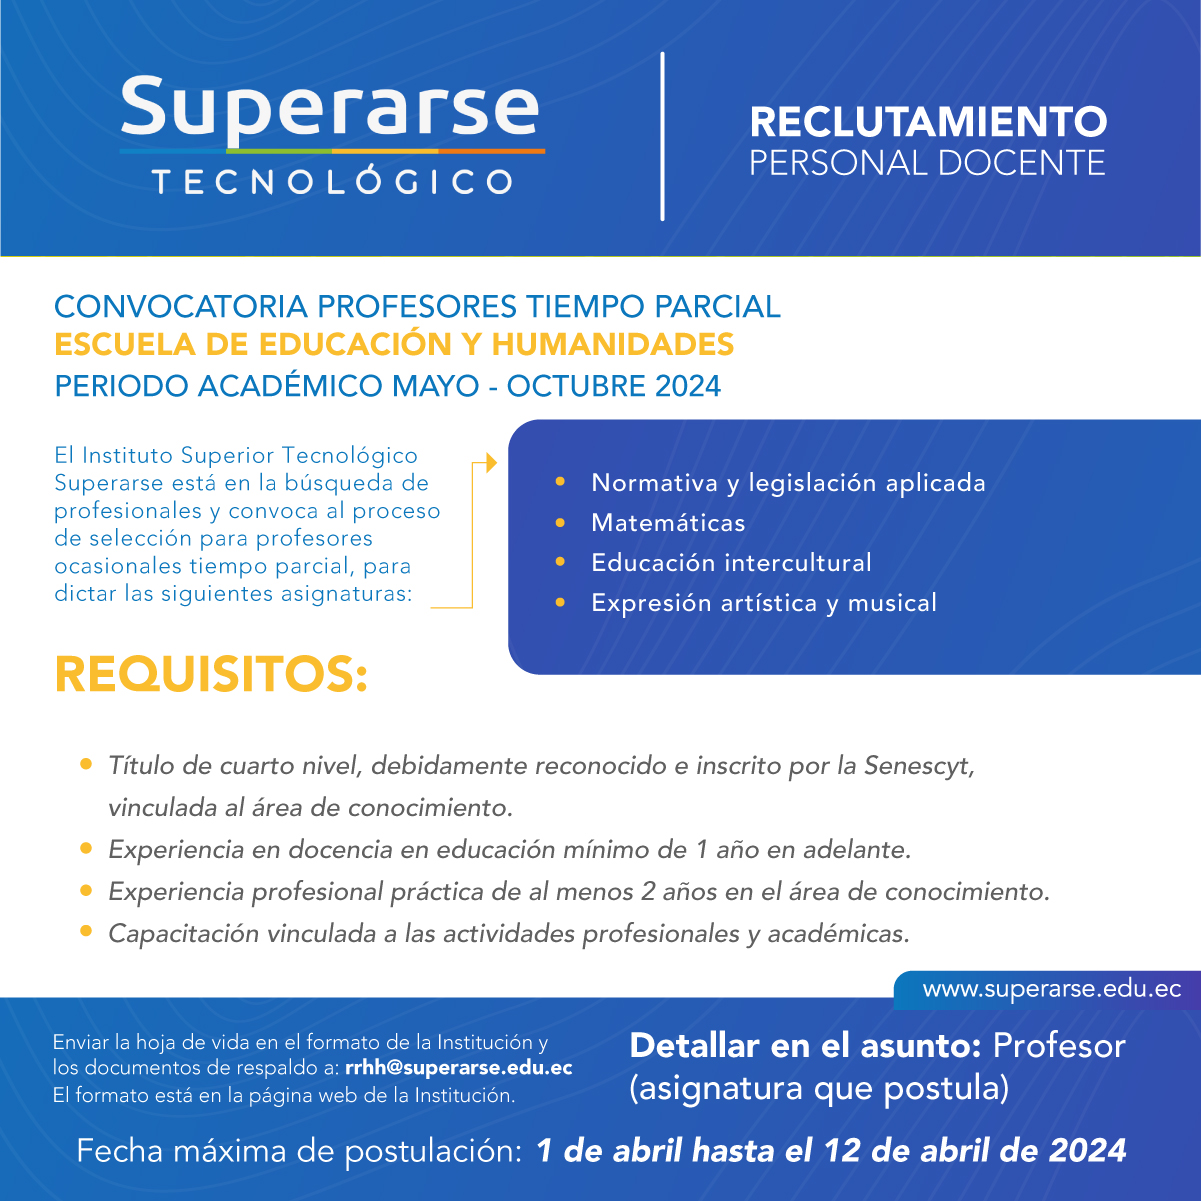 Superarse
TECNOLÓGICO
RECLUTAMIENTO
PERSONAL DOCENTE
CONVOCATORIA PROFESORES TIEMPO PARCIAL
ESCUELA DE EDUCACIÓN Y HUMANIDADES
PERIODO ACADÉMICO MAYO - OCTUBRE 2024
El Instituto Superior Tecnológico
Superarse está en la búsqueda de
profesionales y convoca al proceso
de selección para profesores
ocasionales tiempo parcial, para
dictar las siguientes asignaturas:
• Normativa y legislación aplicada
• Matemáticas
• Educación intercultural
• Expresión artística y musical
REQUISITOS:
• Título de cuarto nivel, debidamente reconocido e inscrito por la Senescyt,
vinculada al área de conocimiento.
• Experiencia en docencia en educación mínimo de 1 año en adelante.
• Experiencia profesional práctica de al menos 2 años en el área de conocimiento.
• Capacitación vinculada a las actividades profesionales y académicas.
www.superarse.edu.ec
Enviar la hoja de vida en el formato de la Institución y
los documentos de respaldo a: rrhh@superarse.edu.ec
El formato está en la página web de la Institución.
Detallar en el asunto: Profesor
(asignatura que postula)
Fecha máxima de postulación: 1 de abril hasta el 12 de abril de 2024